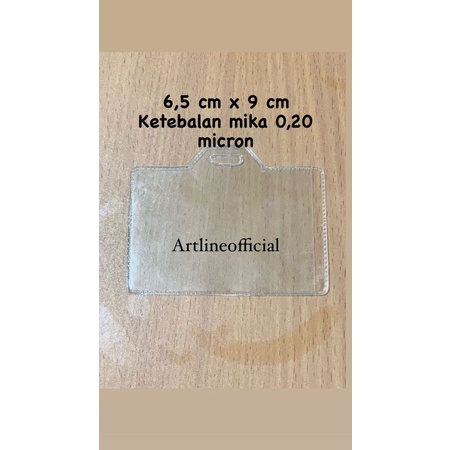 6,5 cm x 9 cm
Ketebalan mika 0,20
micron
Artlineofficial